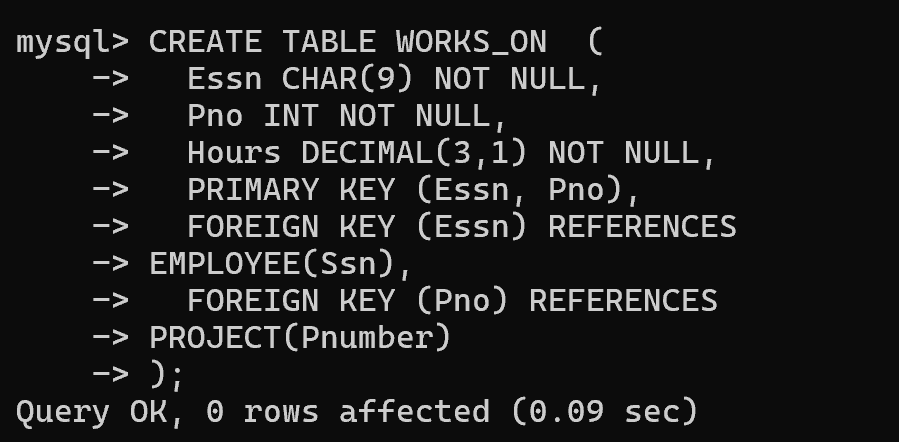 mysql> CREATE TABLE WORKS_ON  (
    ->   Essn CHAR(9) NOT NULL,
    ->   Pno INT NOT NULL,
    ->   Hours DECIMAL(3,1) NOT NULL,
    ->   PRIMARY KEY (Essn, Pno),
    ->   FOREIGN KEY (Essn) REFERENCES
    -> EMPLOYEE(Ssn),
    ->   FOREIGN KEY (Pno) REFERENCES
    -> PROJECT(Pnumber)
    -> );
Query OK, 0 rows affected (0.09 sec)